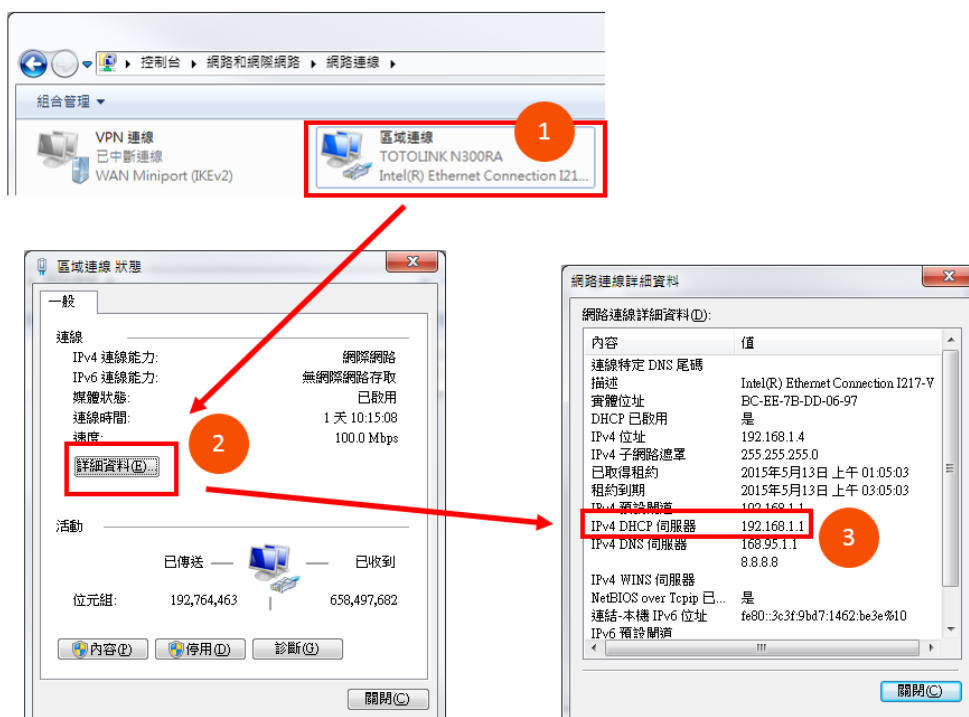 控制台 網路和網際網路 網路連線
組合管理
VPN 連線
已中斷連線
WAN Miniport (IKEv2)
區域連線
TOTOLINK N300RA
Intel(R) Ethernet Connection I21...
1
區域連線 狀態
一般
連線
IPv4 連線能力: 網際網路
IPv6 連線能力: 無網際網路存取
媒體狀態: 已啟用
連線時間: 1 天 10:15:08
速度: 100.0 Mbps
詳細資料(E)...
2
活動
已傳送 已收到
位元組: 192,764,463 658,497,682
內容(P) 停用(D) 診斷(G)
關閉(C)
網路連線詳細資料
網路連線詳細資料(D):
內容 值
連線特定 DNS 尾碼
描述 Intel(R) Ethernet Connection I217-V
實體位址 BC-EE-7B-DD-06-97
DHCP 已啟用 是
IPv4 位址 192.168.1.4
IPv4 子網路遮罩 255.255.255.0
已取得租約 2015年5月13日 上午 01:05:03
租約到期 2015年5月13日 上午 03:05:03
IPv4 預設閘道 192.168.1.1
IPv4 DHCP 伺服器 192.168.1.1
3
IPv4 DNS 伺服器 168.95.1.1
8.8.8.8
IPv4 WINS 伺服器
NetBIOS over Tcpip 已... 是
連結-本機 IPv6 位址 fe80::3c3f:9bd7:1462:be3e%10
IPv6 預設閘道
關閉(C)